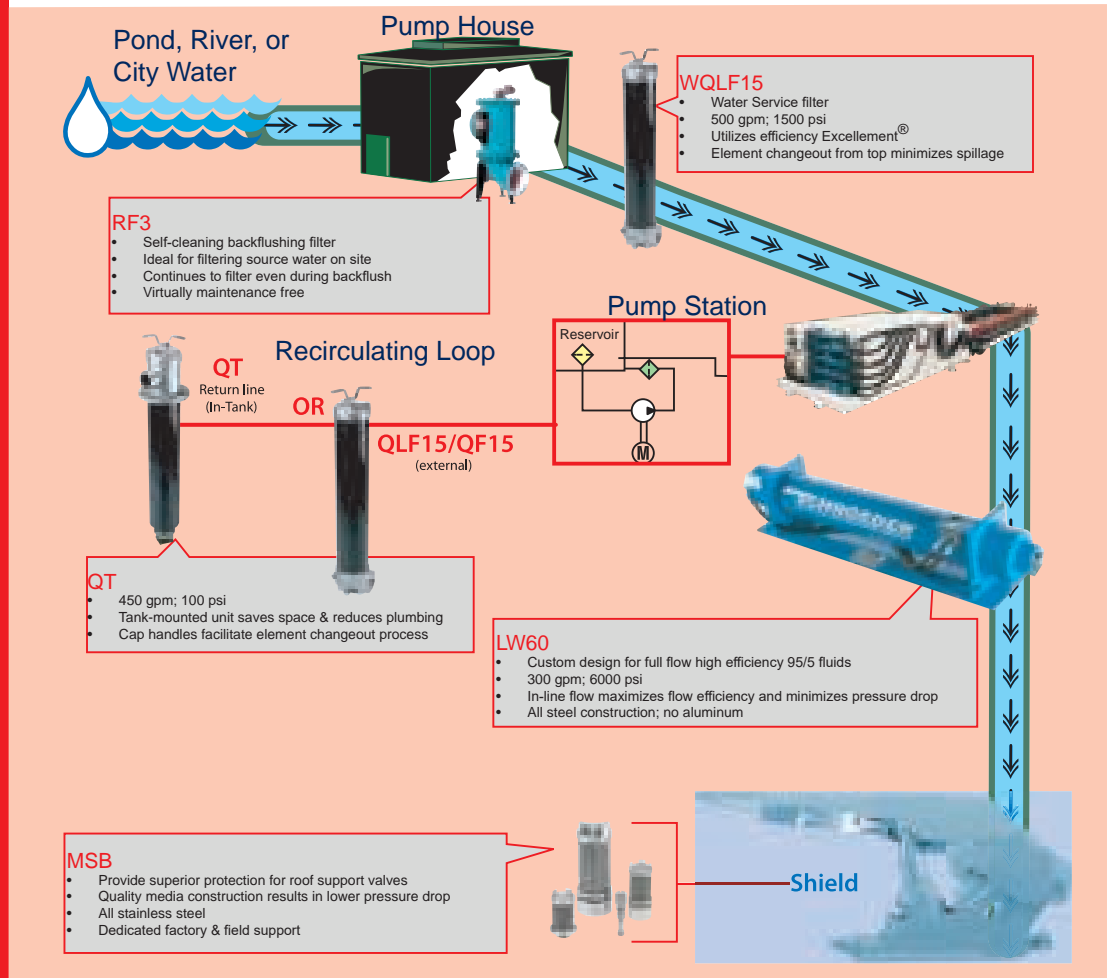 Pond, River, or
City Water
Pump House
WQLF15
• Water Service filter
• 500 gpm; 1500 psi
• Utilizes efficiency Excellement®
• Element changeout from top minimizes spillage
RF3
• Self-cleaning backflushing filter
• Ideal for filtering source water on site
• Continues to filter even during backflush
• Virtually maintenance free
Pump Station
Reservoir
M
Recirculating Loop
QT
Return line
(In-Tank)
OR
QLF15/QF15
(external)
QT
• 450 gpm; 100 psi
• Tank-mounted unit saves space & reduces plumbing
• Cap handles facilitate element changeout process
LW60
• Custom design for full flow high efficiency 95/5 fluids
• 300 gpm; 6000 psi
• In-line flow maximizes flow efficiency and minimizes pressure drop
• All steel construction; no aluminum
MSB
• Provide superior protection for roof support valves
• Quality media construction results in lower pressure drop
• All stainless steel
• Dedicated factory & field support
Shield